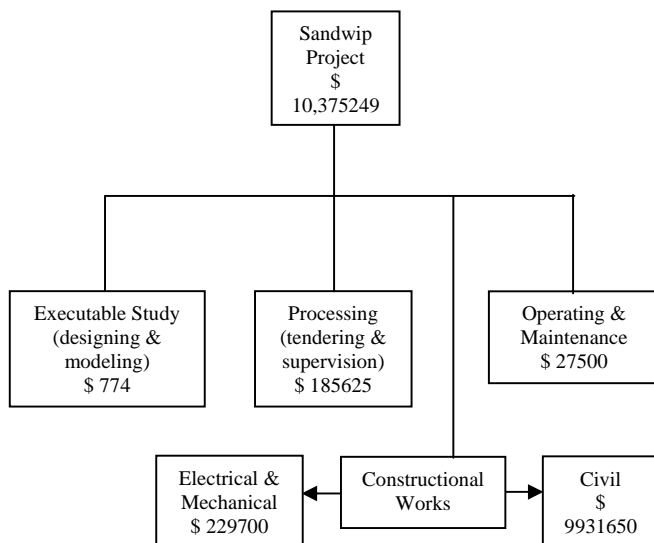 Sandwip
Project
$
10,375249
Executable Study
(designing &
modeling)
$ 774
Processing
(tendering &
supervision)
$ 185625
Operating &
Maintenance
$ 27500
Electrical &
Mechanical
$ 229700
Constructional
Works
Civil
$
9931650